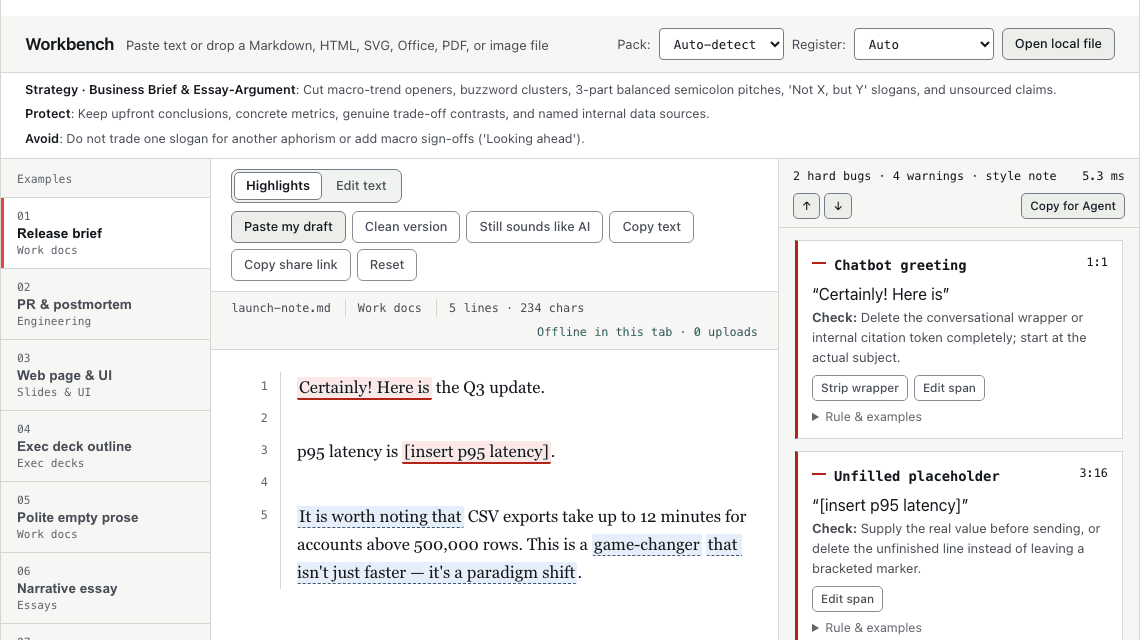 Workbench Paste text or drop a Markdown, HTML, SVG, Office, PDF, or image file Pack: Auto-detect Register: Auto Open local file
Strategy · Business Brief & Essay-Argument: Cut macro-trend openers, buzzword clusters, 3-part balanced semicolon pitches, 'Not X, but Y' slogans, and unsourced claims.
Protect: Keep upfront conclusions, concrete metrics, genuine trade-off contrasts, and named internal data sources.
Avoid: Do not trade one slogan for another aphorism or add macro sign-offs ('Looking ahead').
Examples
01
Release brief
Work docs
02
PR & postmortem
Engineering
03
Web page & UI
Slides & UI
04
Exec deck outline
Exec decks
05
Polite empty prose
Work docs
06
Narrative essay
Essays
Highlights Edit text
Paste my draft Clean version Still sounds like AI Copy text
Copy share link Reset
launch-note.md Work docs 5 lines · 234 chars
Offline in this tab · 0 uploads
1 Certainly! Here is the Q3 update.
2
3 p95 latency is [insert p95 latency].
4
5 It is worth noting that CSV exports take up to 12 minutes for
accounts above 500,000 rows. This is a game-changer that
isn't just faster — it's a paradigm shift.
2 hard bugs · 4 warnings · style note 5.3 ms
↑ ↓ Copy for Agent
Chatbot greeting 1:1
“Certainly! Here is”
Check: Delete the conversational wrapper or
internal citation token completely; start at the
actual subject.
Strip wrapper Edit span
Rule & examples
Unfilled placeholder 3:16
“[insert p95 latency]”
Check: Supply the real value before sending, or
delete the unfinished line instead of leaving a
bracketed marker.
Edit span
Rule & examples